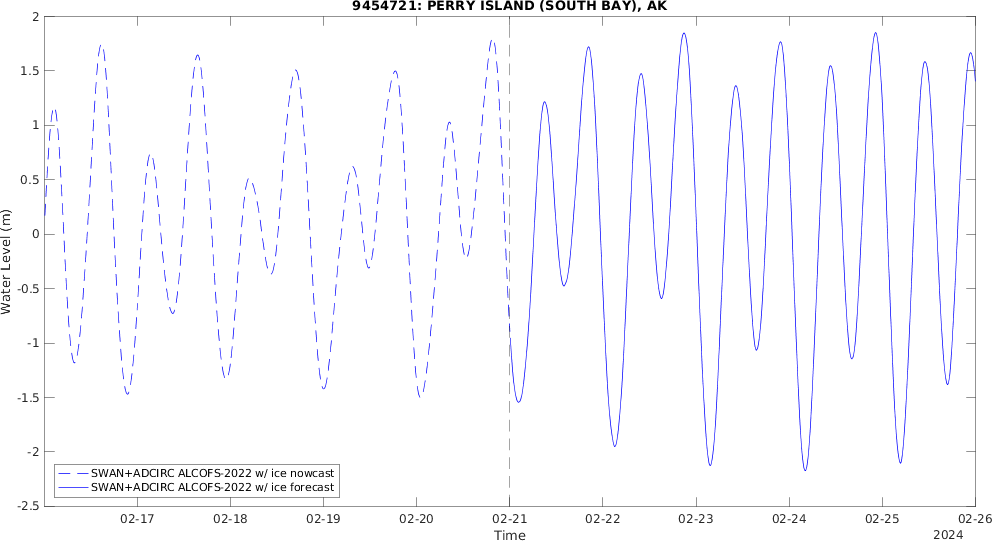 9454721: PERRY ISLAND (SOUTH BAY), AK
2
1.5
1
0.5
0
-0.5
-1
-1.5
-2
-2.5
Water Level (m)
SWAN+ADCIRC ALCOFS-2022 w/ ice nowcast
SWAN+ADCIRC ALCOFS-2022 w/ ice forecast
02-17 02-18 02-19 02-20 02-21 02-22 02-23 02-24 02-25 02-26
Time
2024